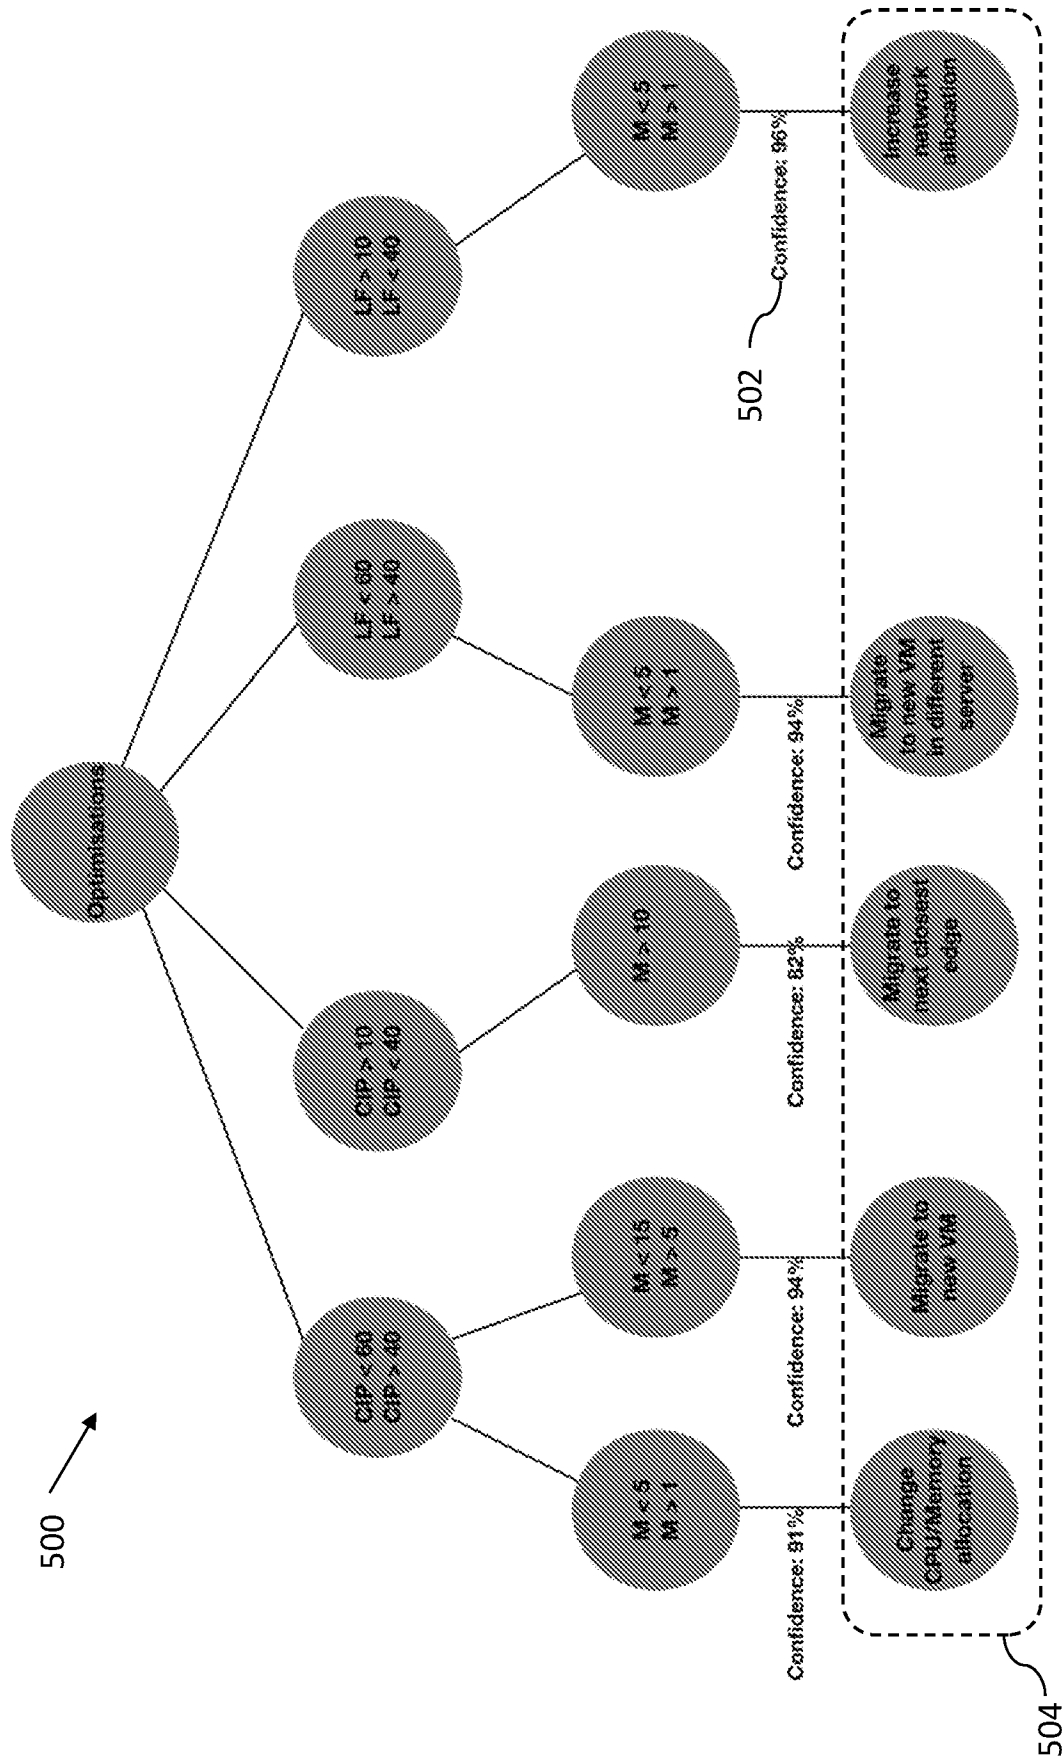 500
Optimisations
CIP < 60
CIP > 40
CIP > 10
CIP < 40
LF < 60
LF > 40
LF > 10
LF < 40
M < 5
M > 1
M < 15
M > 5
M > 10
M < 5
M > 1
M < 5
M > 1
502
Confidence: 91%
Confidence: 94%
Confidence: 82%
Confidence: 94%
Confidence: 96%
Change
CPU/Memory
allocation
Migrate to
new VM
Migrate to
next closest
edge
Migrate
to new VM
in different
server
Increase
network
allocation
504